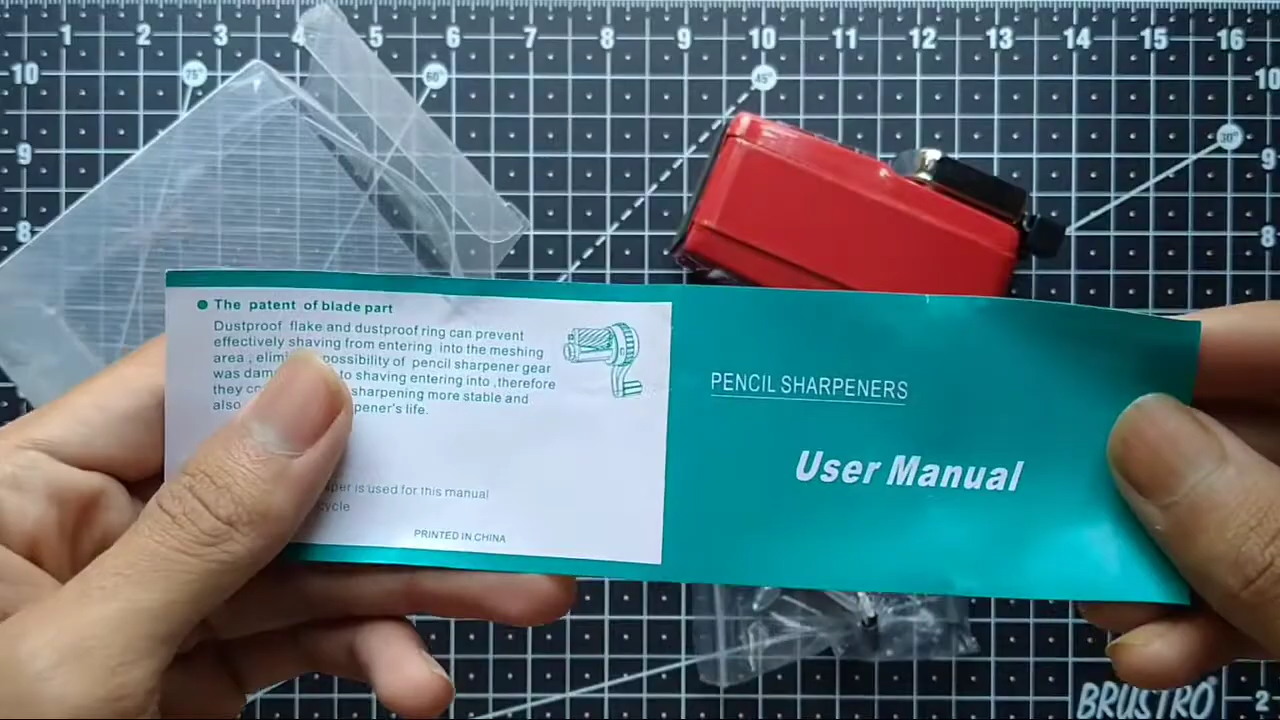 1 2 3 4 5 6 7 8 9 10 11 12 13 14 15 16
10 75° 60° 45° 10
30°
9 9
8 8
The patent of blade part
Dustproof flake and dustproof ring can prevent
effectively shaving from entering into the meshing
area , possibility of pencil sharpener gear
was to shaving entering into ,therefore
they sharpening more stable and
also life.
is used for this manual
PRINTED IN CHINA
PENCIL SHARPENERS
User Manual
BRUSTRO® 2